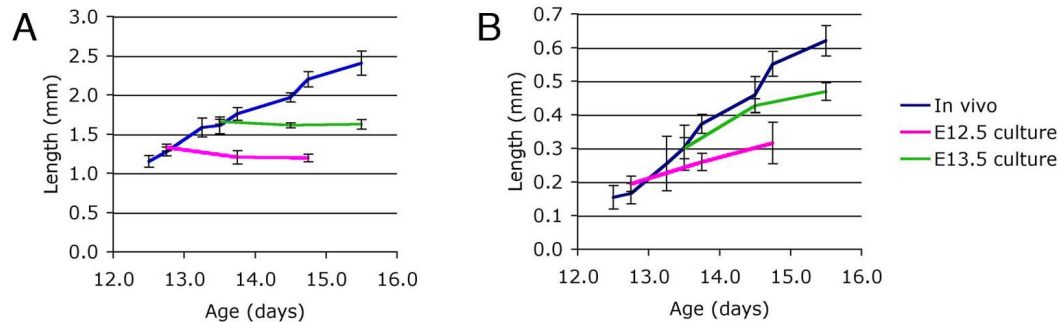 A
Length (mm)
3.0
2.5
2.0
1.5
1.0
0.5
0.0
12.0 13.0 14.0 15.0 16.0
Age (days)
B
Length (mm)
0.7
0.6
0.5
0.4
0.3
0.2
0.1
0.0
12.0 13.0 14.0 15.0 16.0
Age (days)
In vivo
E12.5 culture
E13.5 culture